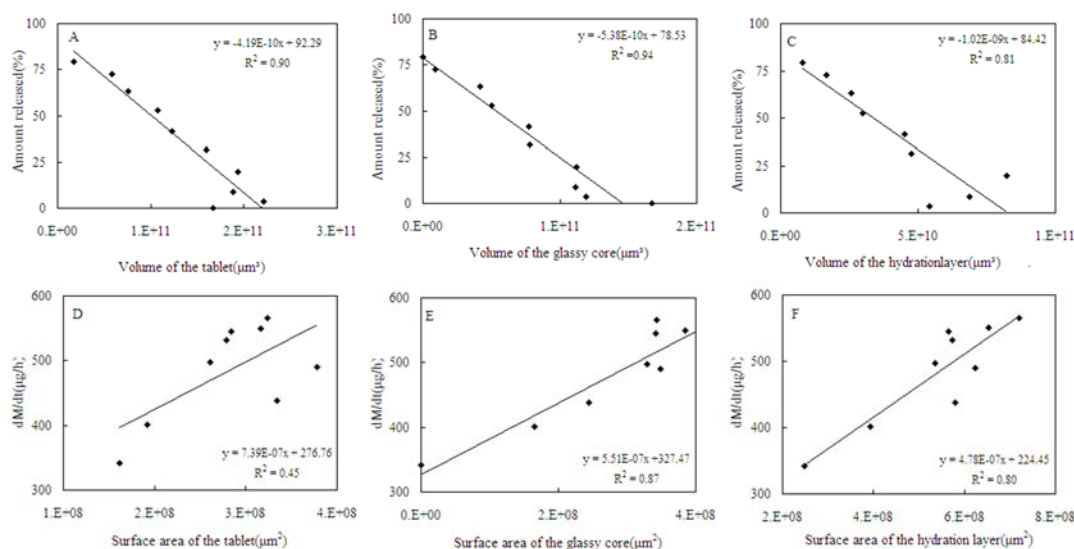 A
y = -4.19E-10x + 92.29
R² = 0.90
Amount released(%)
100
75
50
25
0
0.E+00
1.E+11
2.E+11
3.E+11
Volume of the tablet(μm³)
B
y = -5.38E-10x + 78.53
R² =0.94
Amount released(%)
100
75
50
25
0
0.E+00
1.E+11
2.E+11
Volume of the glassy core(μm³)
C
y = -1.02E-09x + 84.42
R² = 0.81
Amount released(%)
100
75
50
25
0
0.E+00
5.E+10
1.E+11
Volume of the hydrationlayer(μm³)
D
y = 7.39E-07x + 276.76
R² = 0.45
dM/dt(μg/h)
600
500
400
300
1.E+08
2.E+08
3.E+08
4.E+08
Surface area of the tablet(μm²)
E
y = 5.51E-07x +327.47
R² = 0.87
dM/dt(μg/h)
600
500
400
300
0.E+00
2.E+08
4.E+08
Surface area of the glassy core(μm²)
F
y = 4.78E-07x + 224.45
R² = 0.80
dM/dt(μg/h)
600
500
400
300
2.E+08
4.E+08
6.E+08
8.E+08
Surface area of the hydration layer(μm²)